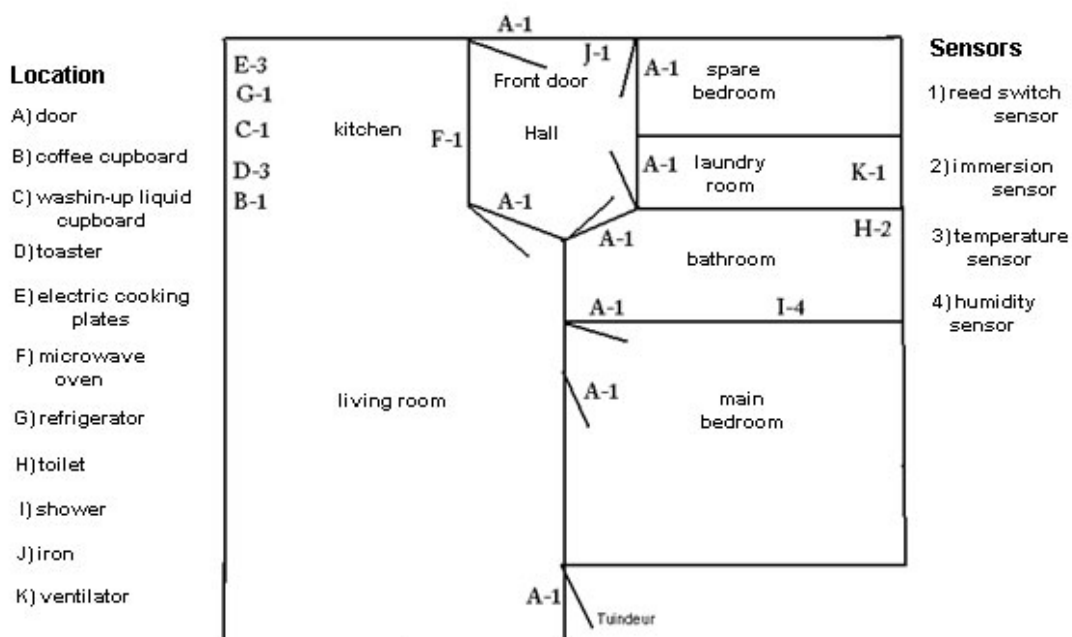 Location
A) door
B) coffee cupboard
C) washin-up liquid
cupboard
D) toaster
E) electric cooking
plates
F) microwave
oven
G) refrigerator
H) toilet
I) shower
J) iron
K) ventilator
A-1
E-3
G-1
C-1
D-3
B-1
kitchen
F-1
J-1
Front door
Hall
A-1
A-1
spare
bedroom
A-1
laundry
room
K-1
A-1
H-2
bathroom
A-1
I-4
living room
A-1
main
bedroom
A-1
Tuindeur
Sensors
1) reed switch
sensor
2) immersion
sensor
3) temperature
sensor
4) humidity
sensor